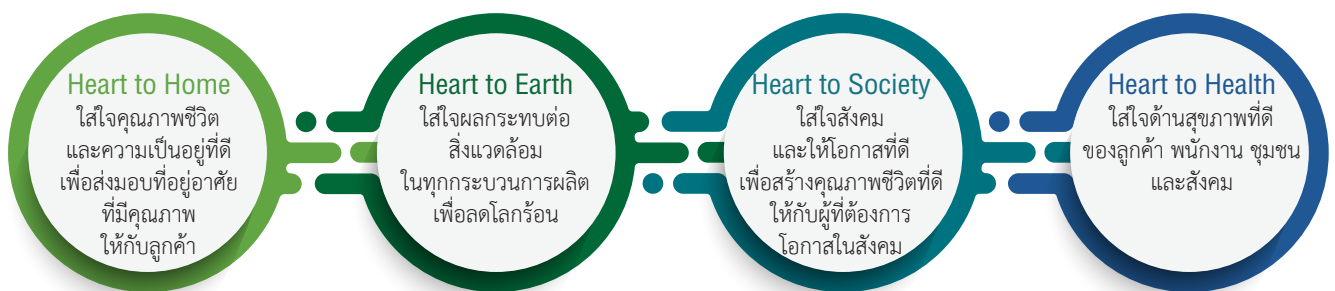 Heart to Home
ใส่ใจคุณภาพชีวิต
และความเป็นอยู่ที่ดี
เพื่อส่งมอบที่อยู่อาศัย
ที่มีคุณภาพ
ให้กับลูกค้า
Heart to Earth
ใส่ใจผลกระทบต่อ
สิ่งแวดล้อม
ในทุกกระบวนการผลิต
เพื่อลดโลกร้อน
Heart to Society
ใส่ใจสังคม
และให้โอกาสที่ดี
เพื่อสร้างคุณภาพชีวิตที่ดี
ให้กับผู้ที่ต้องการ
โอกาสในสังคม
Heart to Health
ใส่ใจด้านสุขภาพที่ดี
ของลูกค้า พนักงาน ชุมชน
และสังคม